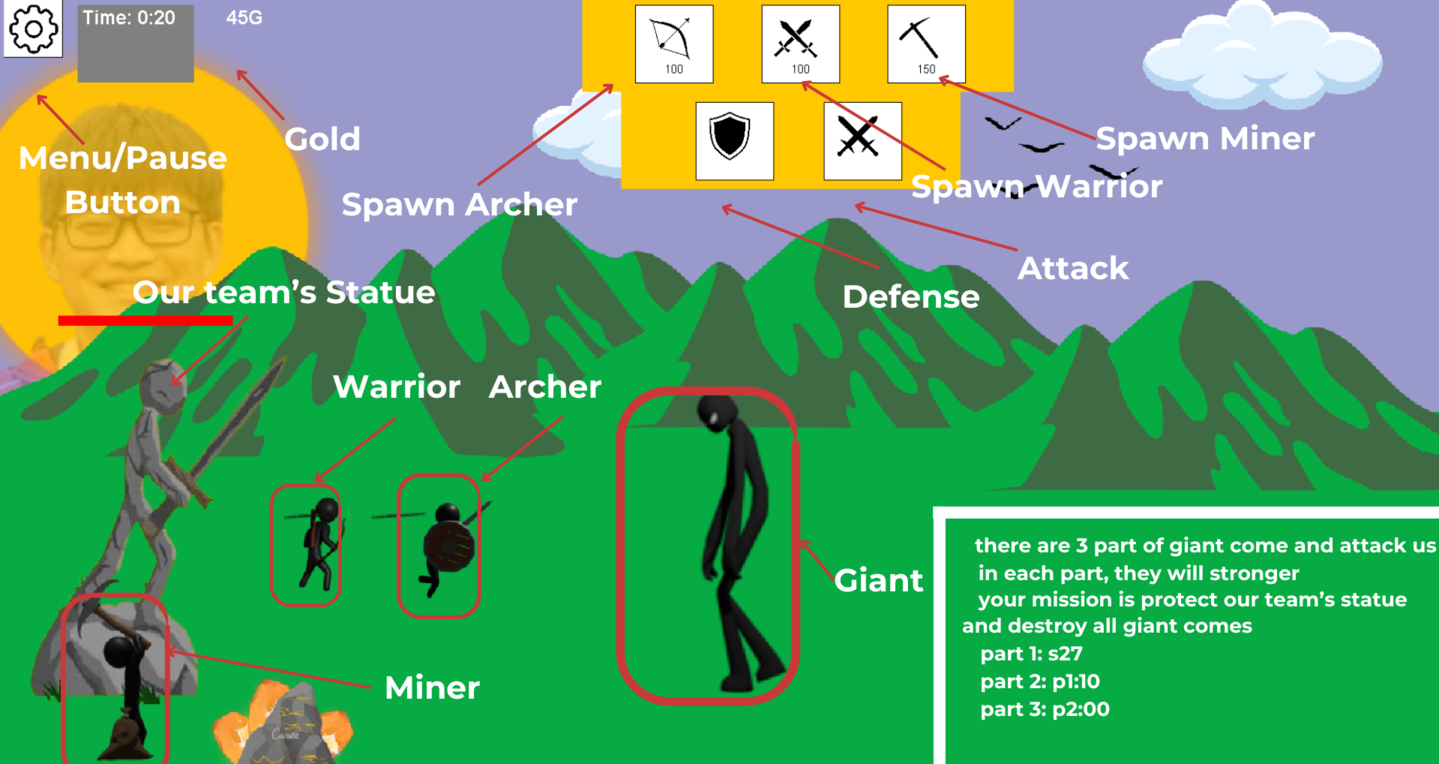 Time: 0:20
45G
100
100
150
Gold
Menu/Pause
Button
Spawn Miner
Spawn Warrior
Spawn Archer
Attack
Defense
Our team's Statue
Warrior
Archer
Giant
Miner
there are 3 part of giant come and attack us
in each part, they will stronger
your mission is protect our team's statue
and destroy all giant comes
part 1: s27
part 2: p1:10
part 3: p2:00
Canva